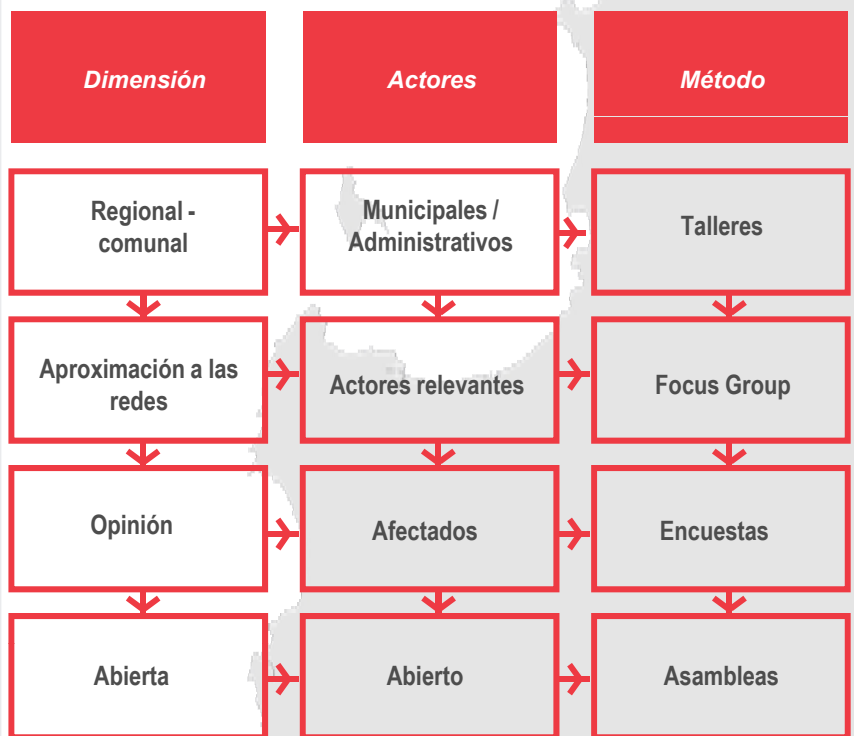 Dimensión
Actores
Método
Regional -
comunal
Municipales /
Administrativos
Talleres
Aproximación a las
redes
Actores relevantes
Focus Group
Opinión
Afectados
Encuestas
Abierta
Abierto
Asambleas